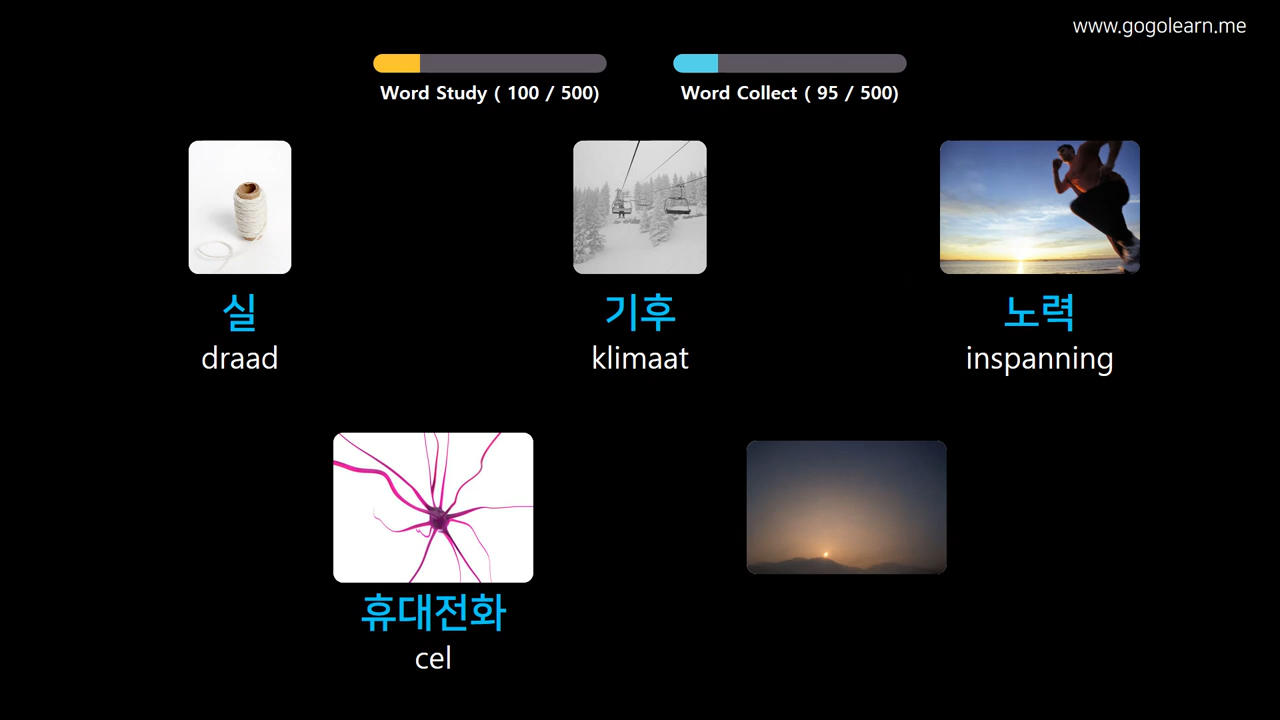 www.gogolearn.me
Word Study ( 100 / 500)
Word Collect ( 95 / 500)
실
draad
기후
klimaat
노력
inspanning
휴대전화
cel